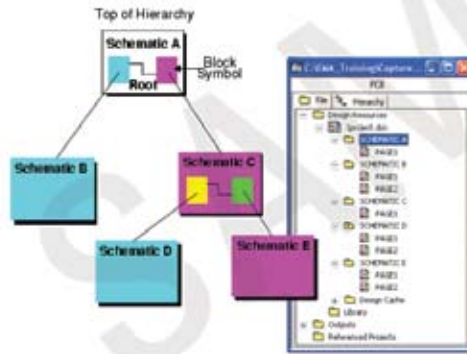 Top of Hierarchy
Schematic A
Block
Symbol
Root
Schematic B
Schematic C
Schematic D
Schematic E
PCB
File
Hierarchy
Design Resources
SCHEMATIC A
PAGE1
SCHEMATIC B
PAGE1
PAGE2
SCHEMATIC C
PAGE1
SCHEMATIC D
PAGE1
PAGE2
SCHEMATIC E
PAGE1
PAGE2
Design Cache
Library
Outputs
Referenced Projects